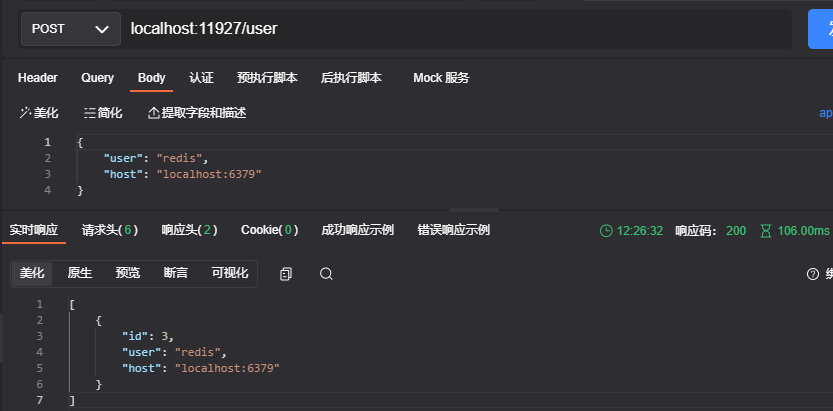 POST localhost:11927/user
Header Query Body 认证 预执行脚本 后执行脚本 Mock 服务
美化 简化 提取字段和描述 ap
1 {
2 "user": "redis",
3 "host": "localhost:6379"
4 }
实时响应 请求头(6) 响应头(2) Cookie(0) 成功响应示例 错误响应示例 12:26:32 响应码: 200 106.00ms
美化 原生 预览 断言 可视化
1 [
2 {
3 "id": 3,
4 "user": "redis",
5 "host": "localhost:6379"
6 }
7 ]